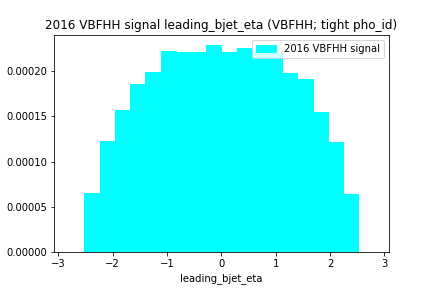 2016 VBFHH signal leading_bjet_eta (VBFHH; tight pho_id)
2016 VBFHH signal
0.00020
0.00015
0.00010
0.00005
0.00000
−3 −2 −1 0 1 2 3
leading_bjet_eta